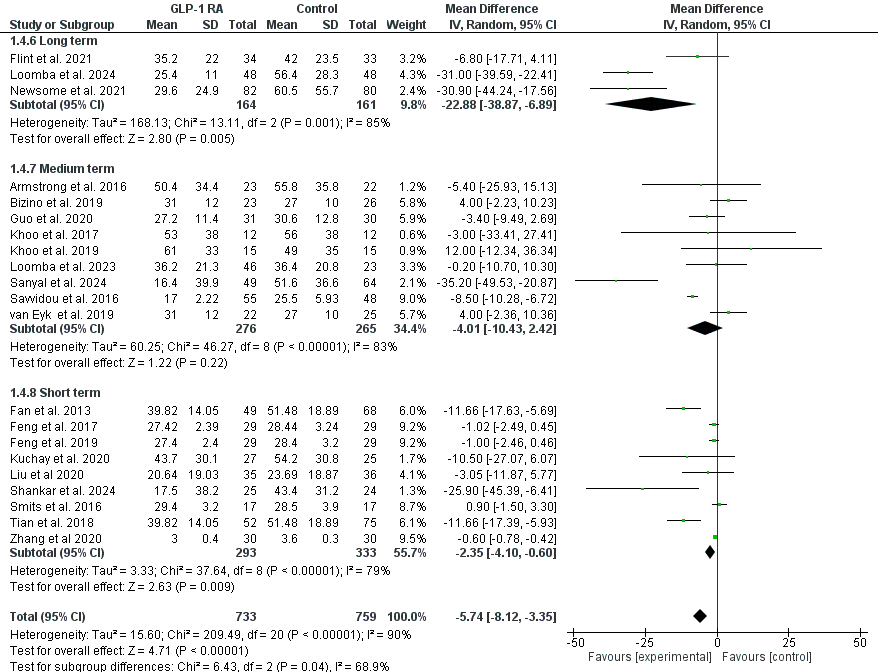 GLP-1 RA Control Mean Difference Mean Difference
Study or Subgroup Mean SD Total Mean SD Total Weight IV, Random, 95% CI IV, Random, 95% CI
1.4.6 Long term
Flint et al. 2021 35.2 22 34 42 23.5 33 3.2% -6.80 [-17.71, 4.11]
Loomba et al. 2024 25.4 11 48 56.4 28.3 48 4.3% -31.00 [-39.59, -22.41]
Newsome et al. 2021 29.6 24.9 82 60.5 55.7 80 2.4% -30.90 [-44.24, -17.56]
Subtotal (95% CI) 164 161 9.8% -22.88 [-38.87, -6.89]
Heterogeneity: Tau² = 168.13; Chi² = 13.11, df = 2 (P = 0.001); I² = 85%
Test for overall effect: Z = 2.80 (P = 0.005)
1.4.7 Medium term
Armstrong et al. 2016 50.4 34.4 23 55.8 35.8 22 1.2% -5.40 [-25.93, 15.13]
Bizino et al. 2019 31 12 23 27 10 26 5.8% 4.00 [-2.23, 10.23]
Guo et al. 2020 27.2 11.4 31 30.6 12.8 30 5.9% -3.40 [-9.49, 2.69]
Khoo et al. 2017 53 38 12 56 38 12 0.6% -3.00 [-33.41, 27.41]
Khoo et al. 2019 61 33 15 49 35 15 0.9% 12.00 [-12.34, 36.34]
Loomba et al. 2023 36.2 21.3 46 36.4 20.8 23 3.3% -0.20 [-10.70, 10.30]
Sanyal et al. 2024 16.4 39.9 49 51.6 36.6 64 2.1% -35.20 [-49.53, -20.87]
Sawidou et al. 2016 17 2.22 55 25.5 5.93 48 9.0% -8.50 [-10.28, -6.72]
van Eyk et al. 2019 31 12 22 27 10 25 5.7% 4.00 [-2.36, 10.36]
Subtotal (95% CI) 276 265 34.4% -4.01 [-10.43, 2.42]
Heterogeneity: Tau² = 60.25; Chi² = 46.27, df = 8 (P < 0.00001); I² = 83%
Test for overall effect: Z = 1.22 (P = 0.22)
1.4.8 Short term
Fan et al. 2013 39.82 14.05 49 51.48 18.89 68 6.0% -11.66 [-17.63, -5.69]
Feng et al. 2017 27.42 2.39 29 28.44 3.24 29 9.1% -1.02 [-2.49, 0.45]
Feng et al. 2019 27.4 2.4 29 28.4 3.2 29 9.1% -1.00 [-2.46, 0.46]
Kuchay et al. 2020 43.7 30.1 27 54.2 30.8 25 1.7% -10.50 [-27.07, 6.07]
Liu et al 2020 20.64 19.03 35 23.69 18.87 36 4.2% -3.05 [-11.87, 5.77]
Shankar et al. 2024 17.5 38.2 25 43.4 31.2 24 1.3% -25.90 [-45.39, -6.41]
Smits et al. 2016 29.4 3.2 17 28.5 3.9 17 8.7% 0.90 [-1.50, 3.30]
Tian et al. 2018 39.82 14.05 52 51.48 18.89 75 6.1% -11.66 [-17.39, -5.93]
Zhang et al 2020 3 0.4 30 3.6 0.3 30 9.5% -0.60 [-0.78, -0.42]
Subtotal (95% CI) 293 333 55.7% -2.35 [-4.10, -0.60]
Heterogeneity: Tau² = 3.33; Chi² = 37.64, df = 8 (P < 0.00001); I² = 79%
Test for overall effect: Z = 2.63 (P = 0.009)
Total (95% CI) 733 759 100.0% -5.74 [-8.12, -3.35]
Heterogeneity: Tau² = 15.60; Chi² = 209.49, df = 20 (P < 0.00001); I² = 90%
Test for overall effect: Z = 4.71 (P < 0.00001)
Test for subgroup differences: Chi² = 6.43, df = 2 (P = 0.04), I² = 68.9%
-50 -25 0 25 50
Favours [experimental] Favours [control]